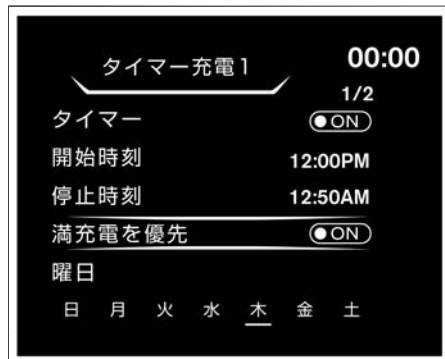 タイマー充電1 00:00
1/2
タイマー ON
開始時刻 12:00PM
停止時刻 12:50AM
満充電を優先 ON
曜日
日 月 火 水 木 金 土